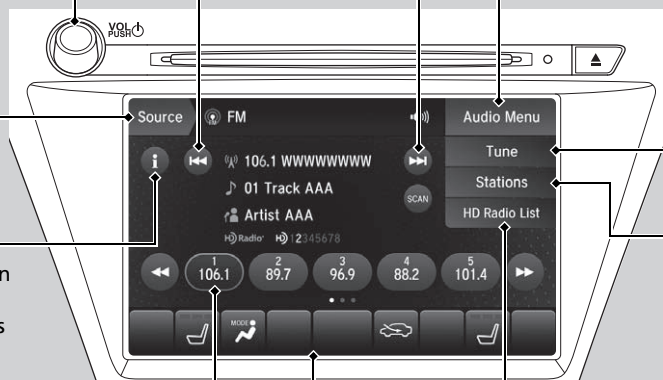 VOL
PUSH
Source
FM
Audio Menu
i
106.1 WWWWWWWW
Tune
01 Track AAA
Stations
SCAN
Artist AAA
HD Radio List
HD Radio HD 12345678
1
106.1
2
89.7
3
96.9
4
88.2
5
101.4
n
MODE
s